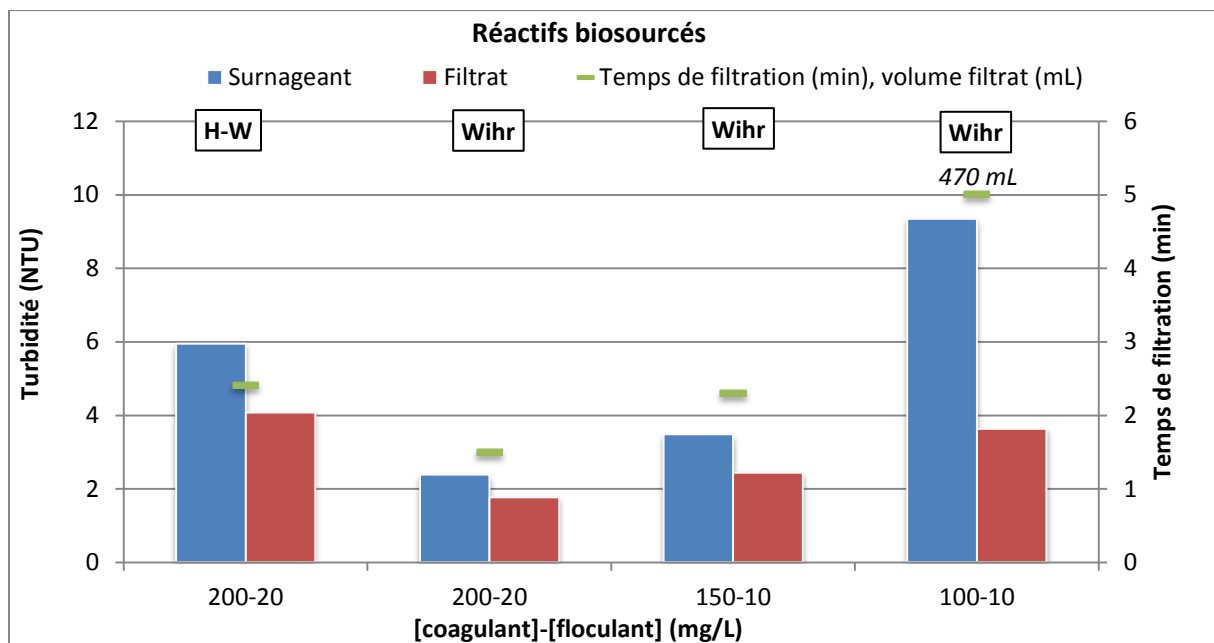 Réactifs biosourcés
Surnageant Filtrat Temps de filtration (min), volume filtrat (mL)
H-W Wihr Wihr Wihr
470 mL
12
10
8
6
4
2
0
Turbidité (NTU)
6
5
4
3
2
1
0
Temps de filtration (min)
200-20 200-20 150-10 100-10
[coagulant]-[floculant] (mg/L)